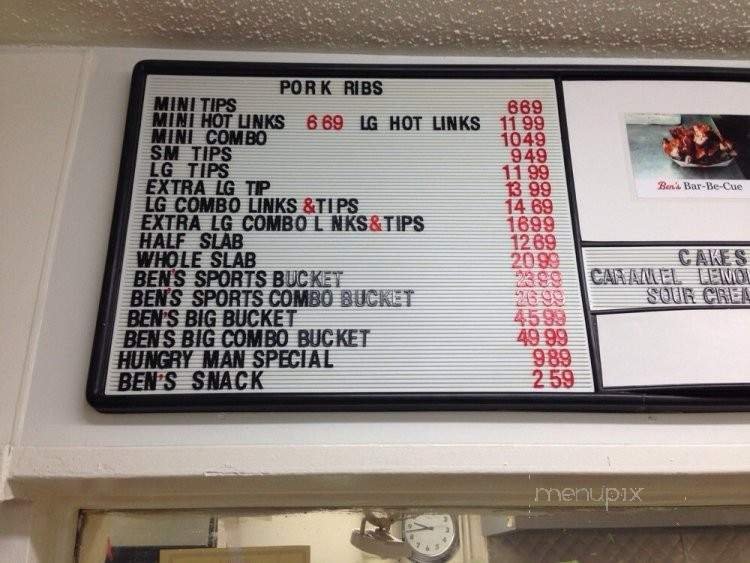 PORK RIBS
MINI TIPS 669
MINI HOT LINKS 669 LG HOT LINKS 1199
MINI COMBO 1049
SM TIPS 949
LG TIPS 1199
EXTRA LG TIP 1399
LG COMBO LINKS &TIPS 1469
EXTRA LG COMBO L NKS&TIPS 1699
HALF SLAB 1269
WHOLE SLAB 2099
BEN'S SPORTS BUCKET
BEN'S SPORTS COMBO BUCKET
BEN'S BIG BUCKET 4599
BEN'S BIG COMBO BUCKET 4999
HUNGRY MAN SPECIAL 989
BEN'S SNACK 259
Ben's Bar-Be-Cue
CAKES
CARAMEL LEMON
SOUR CREA
menupix